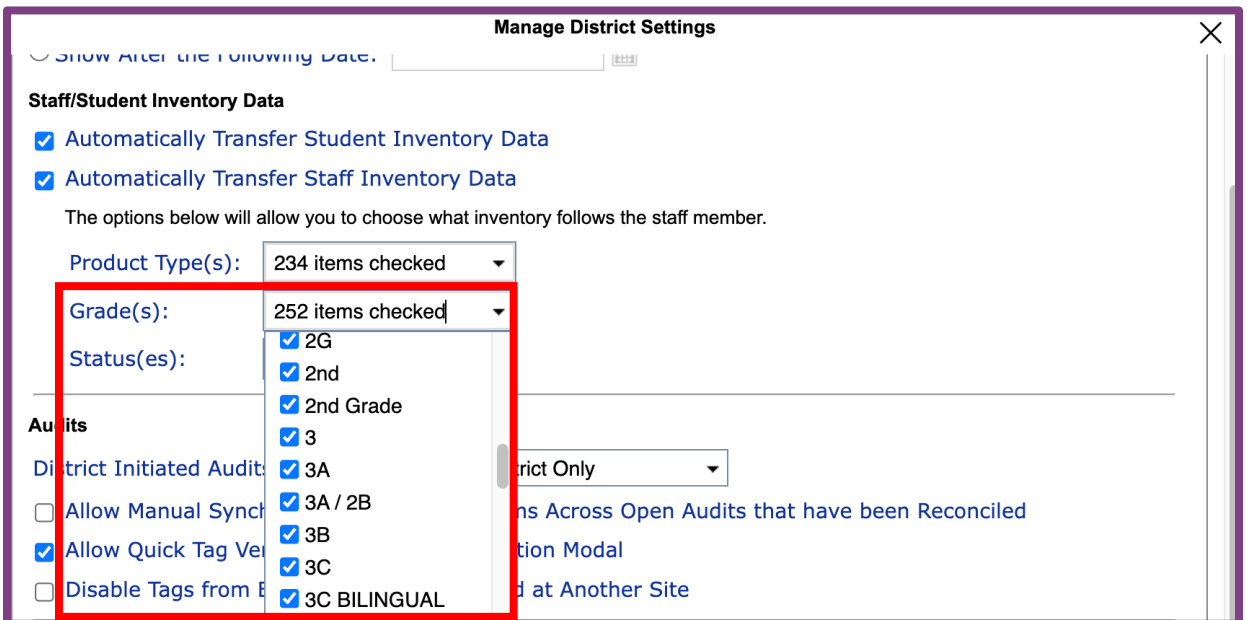 Manage District Settings
Show After the Following Date:
Staff/Student Inventory Data
Automatically Transfer Student Inventory Data
Automatically Transfer Staff Inventory Data
The options below will allow you to choose what inventory follows the staff member.
Product Type(s): 234 items checked
Grade(s): 252 items checked
2G
Status(es):
2nd
2nd Grade
3
Audits
District Initiated Audits
3A
trict Only
3A / 2B
Allow Manual Synch
ns Across Open Audits that have been Reconciled
3B
Allow Quick Tag Ver
tion Modal
3C
Disable Tags from
d at Another Site
3C BILINGUAL